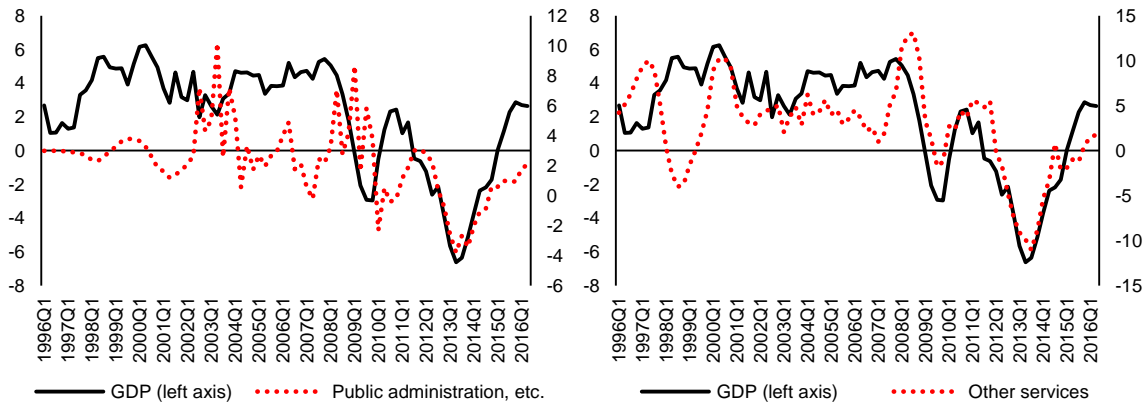 8
6
4
2
0
-2
-4
-6
-8
12
10
8
6
4
2
0
-2
-4
-6
1996Q1
1997Q1
1998Q1
1999Q1
2000Q1
2001Q1
2002Q1
2003Q1
2004Q1
2005Q1
2006Q1
2007Q1
2008Q1
2009Q1
2010Q1
2011Q1
2012Q1
2013Q1
2014Q1
2015Q1
2016Q1
GDP (left axis) Public administration, etc.
8
6
4
2
0
-2
-4
-6
-8
15
10
5
0
-5
-10
-15
1996Q1
1997Q1
1998Q1
1999Q1
2000Q1
2001Q1
2002Q1
2003Q1
2004Q1
2005Q1
2006Q1
2007Q1
2008Q1
2009Q1
2010Q1
2011Q1
2012Q1
2013Q1
2014Q1
2015Q1
2016Q1
GDP (left axis) Other services